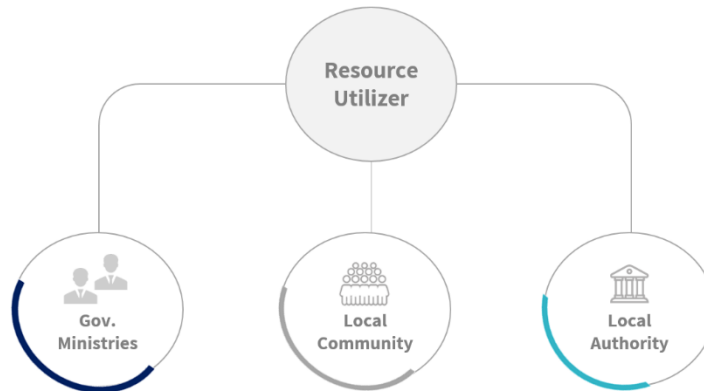 Resource
Utilizer
Gov.
Ministries
Local
Community
Local
Authority